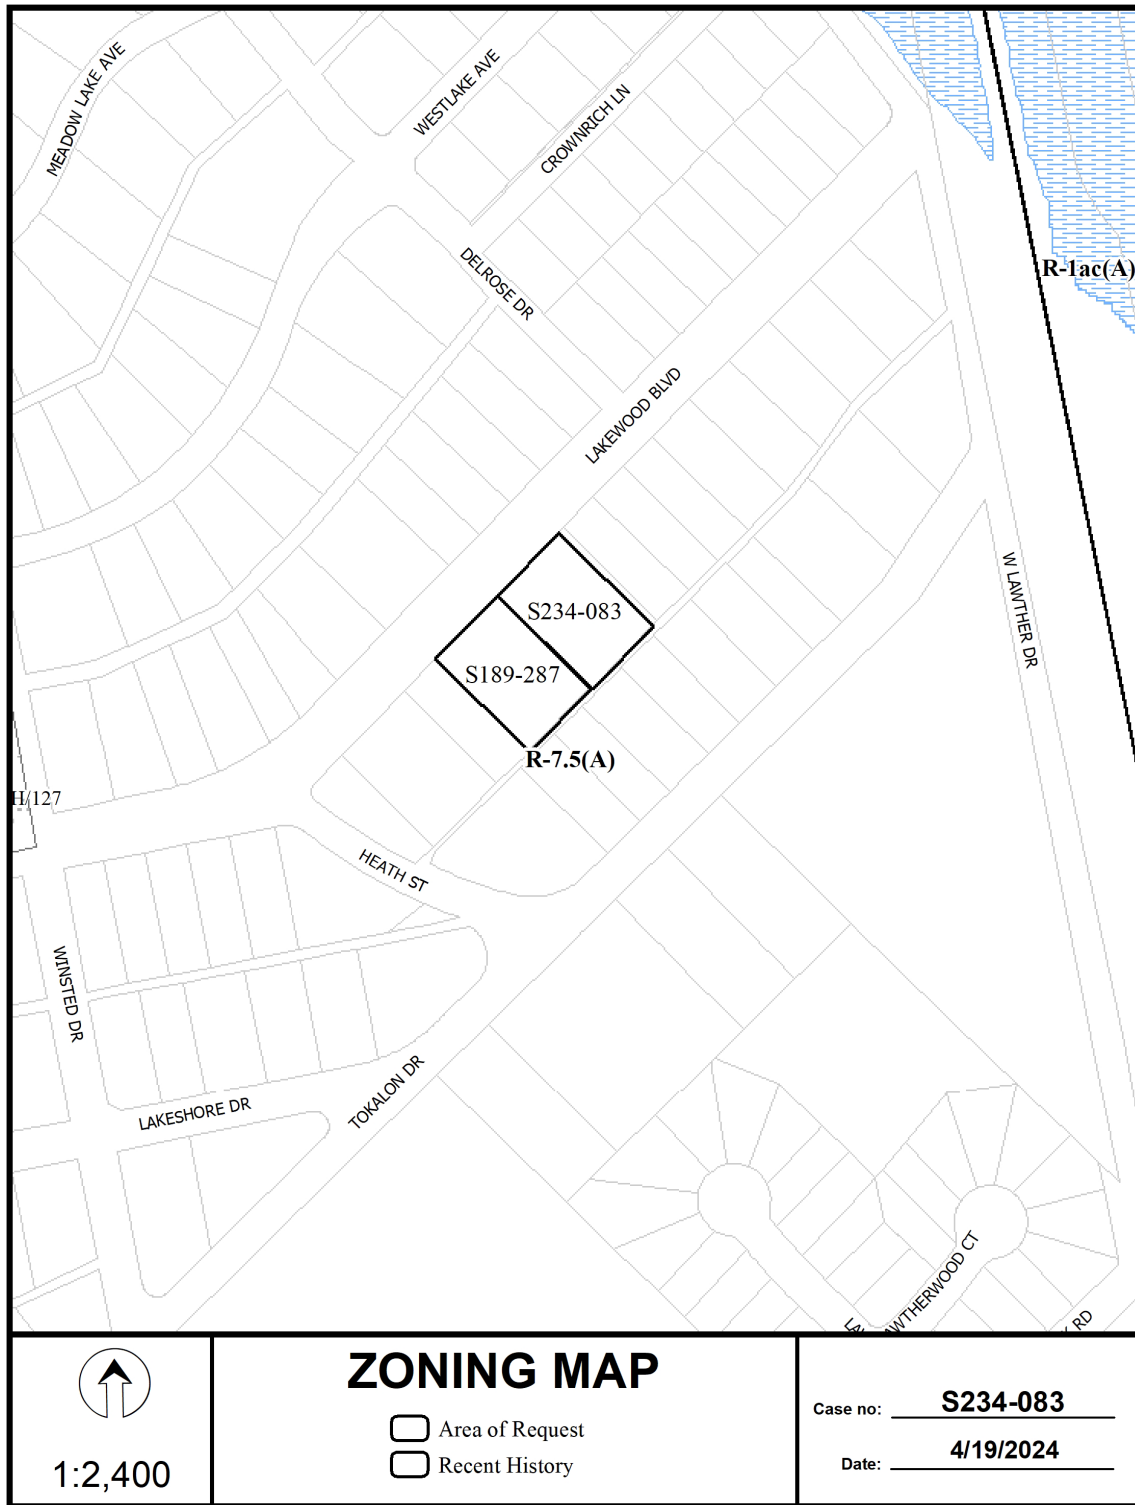 MEADOW LAKE AVE
WESTLAKE AVE
CROWNRICH LN
DELROSE DR
R-1ac(A)
LAKEWOOD BLVD
W LAWTHER DR
S234-083
S189-287
R-7.5(A)
H/127
HEATH ST
WINSTED DR
LAKESHORE DR
TOKALON DR
AWTHERWOOD CT
RD
1:2,400
ZONING MAP
Area of Request
Recent History
Case no: S234-083
Date: 4/19/2024